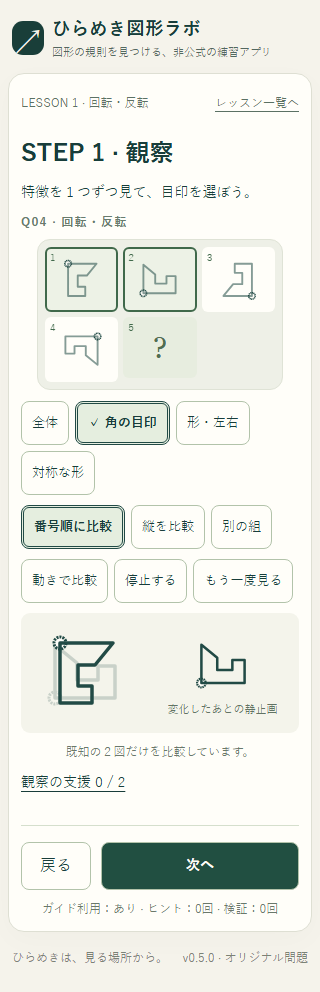 ひらめき図形ラボ
図形の規則を見つける、非公式の練習アプリ
LESSON 1 · 回転・反転
レッスン一覧へ
STEP 1 · 観察
特徴を１つずつ見て、目印を選ぼう。
Q04 · 回転・反転
1
2
3
4
5
?
全体
✓ 角の目印
形・左右
対称な形
番号順に比較
縦を比較
別の組
動きで比較
停止する
もう一度見る
変化したあとの静止画
既知の２図だけを比較しています。
観察の支援 0 / 2
戻る
次へ
ガイド利用：あり · ヒント：0回 · 検証：0回
ひらめきは、見る場所から。
v0.5.0 · オリジナル問題